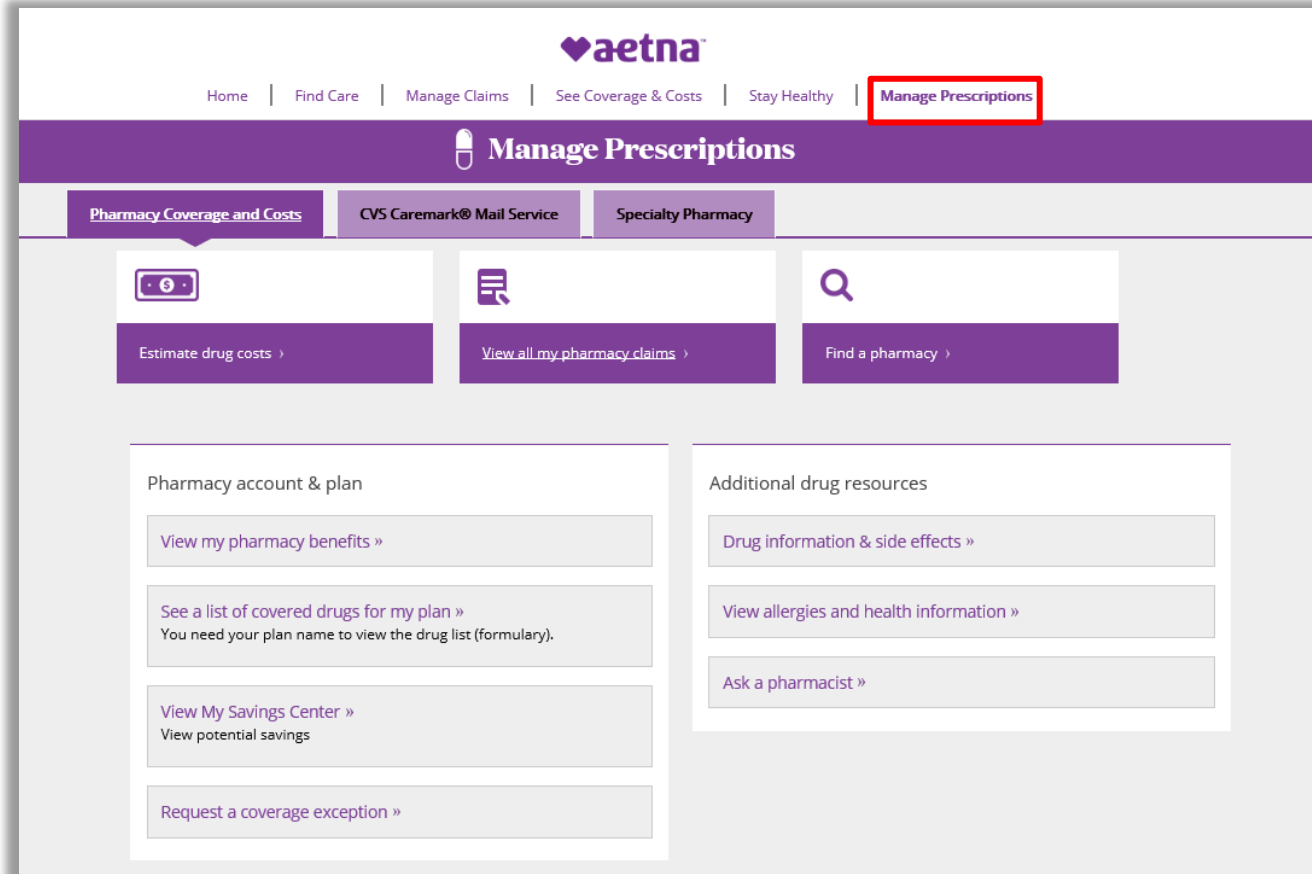 aetna™
Home | Find Care | Manage Claims | See Coverage & Costs | Stay Healthy | Manage Prescriptions
Manage Prescriptions
Pharmacy Coverage and Costs
CVS Caremark® Mail Service
Specialty Pharmacy
Estimate drug costs ›
View all my pharmacy claims ›
Find a pharmacy ›
Pharmacy account & plan
View my pharmacy benefits »
See a list of covered drugs for my plan »
You need your plan name to view the drug list (formulary).
View My Savings Center »
View potential savings
Request a coverage exception »
Additional drug resources
Drug information & side effects »
View allergies and health information »
Ask a pharmacist »